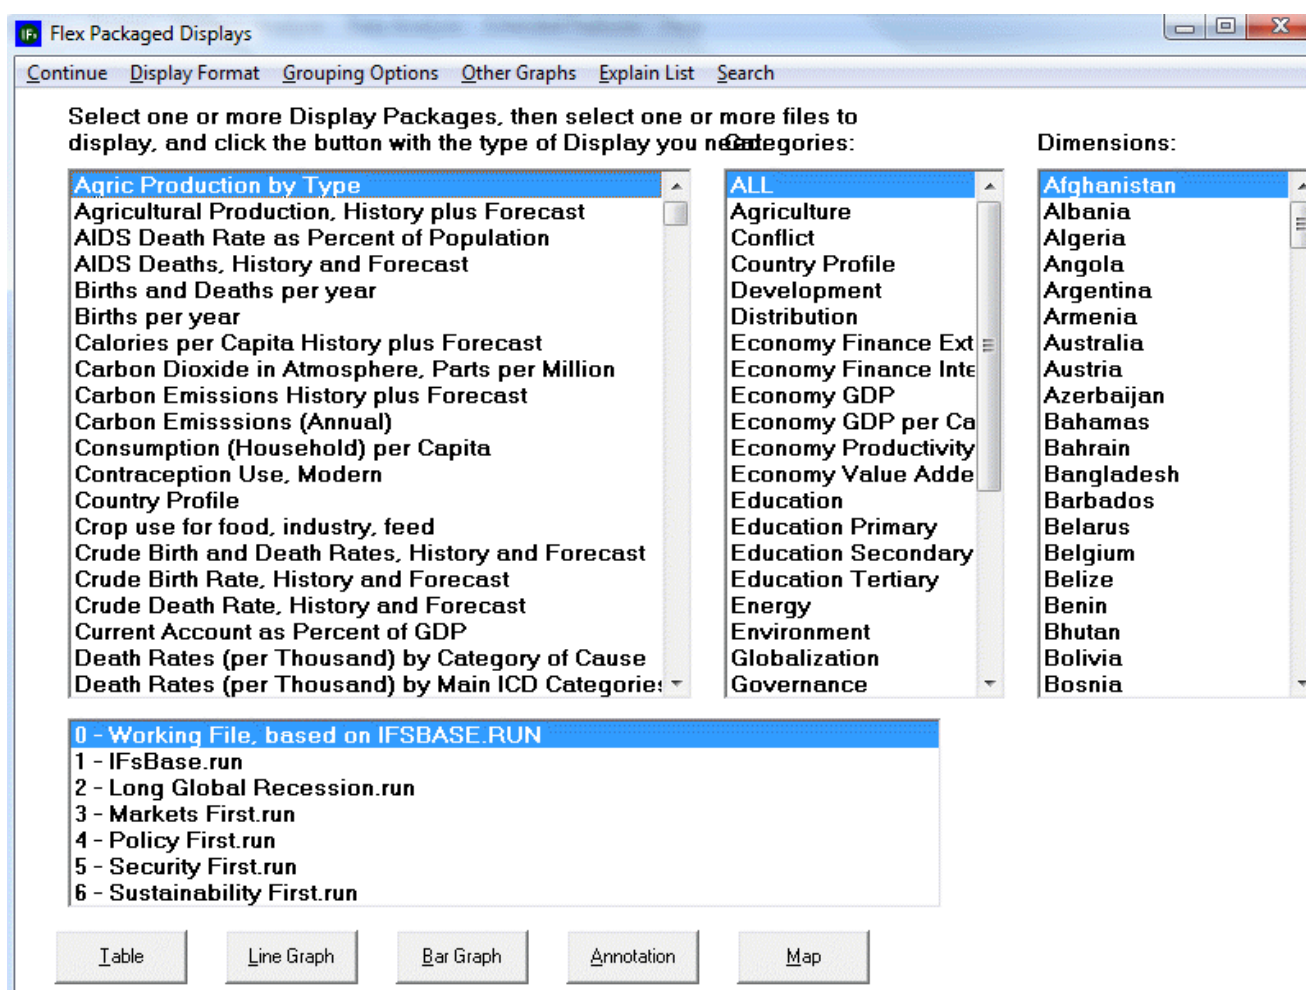 IFs Flex Packaged Displays
Continue Display Format Grouping Options Other Graphs Explain List Search
Select one or more Display Packages, then select one or more files to
display, and click the button with the type of Display you need
Categories:
Dimensions:
Agric Production by Type
Agricultural Production, History plus Forecast
AIDS Death Rate as Percent of Population
AIDS Deaths, History and Forecast
Births and Deaths per year
Births per year
Calories per Capita History plus Forecast
Carbon Dioxide in Atmosphere, Parts per Million
Carbon Emissions History plus Forecast
Carbon Emisssions (Annual)
Consumption (Household) per Capita
Contraception Use, Modern
Country Profile
Crop use for food, industry, feed
Crude Birth and Death Rates, History and Forecast
Crude Birth Rate, History and Forecast
Crude Death Rate, History and Forecast
Current Account as Percent of GDP
Death Rates (per Thousand) by Category of Cause
Death Rates (per Thousand) by Main ICD Categories
ALL
Agriculture
Conflict
Country Profile
Development
Distribution
Economy Finance Ext
Economy Finance Inte
Economy GDP
Economy GDP per Ca
Economy Productivity
Economy Value Adde
Education
Education Primary
Education Secondary
Education Tertiary
Energy
Environment
Globalization
Governance
Afghanistan
Albania
Algeria
Angola
Argentina
Armenia
Australia
Austria
Azerbaijan
Bahamas
Bahrain
Bangladesh
Barbados
Belarus
Belgium
Belize
Benin
Bhutan
Bolivia
Bosnia
0 - Working File, based on IFSBASE.RUN
1 - IFsBase.run
2 - Long Global Recession.run
3 - Markets First.run
4 - Policy First.run
5 - Security First.run
6 - Sustainability First.run
Table Line Graph Bar Graph Annotation Map